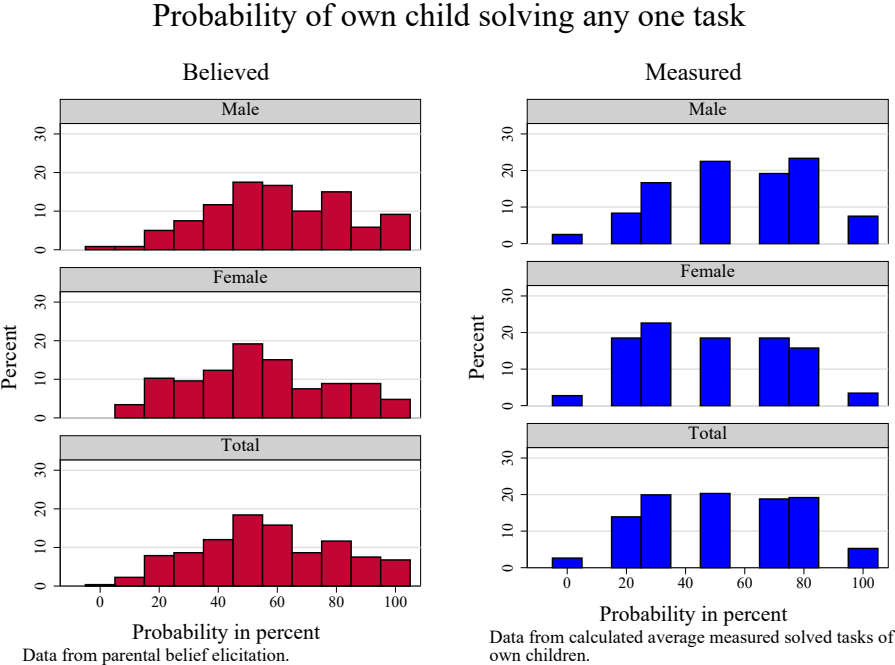 Probability of own child solving any one task
Believed
Male
0 10 20 30
Female
0 10 20 30
Total
0 10 20 30
Percent
0 20 40 60 80 100
Probability in percent
Data from parental belief elicitation.
Measured
Male
0 10 20 30
Female
0 10 20 30
Total
0 10 20 30
Percent
0 20 40 60 80 100
Probability in percent
Data from calculated average measured solved tasks of
own children.